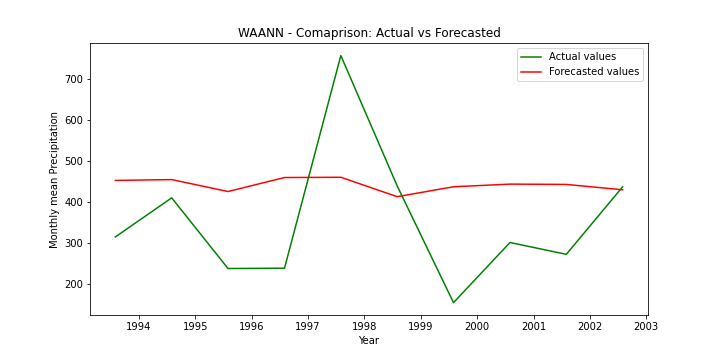 WAANN - Comaprison: Actual vs Forecasted
Actual values
Forecasted values
Monthly mean Precipitation
700
600
500
400
300
200
1994 1995 1996 1997 1998 1999 2000 2001 2002 2003
Year